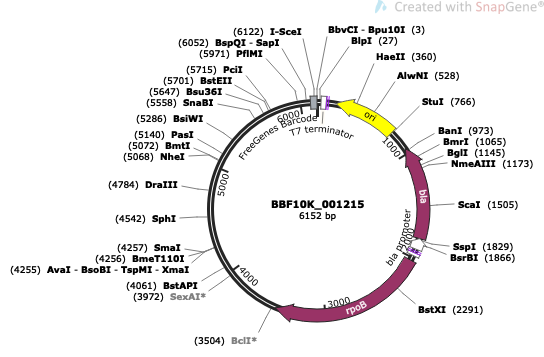 Created with SnapGene®
(6122) I-SceI
(6052) BspQI - SapI
(5971) PflMI
(5715) PciI
(5701) BstEII
(5647) Bsu36I
(5558) SnaBI
(5286) BsiWI
(5140) PasI
(5072) BmtI
(5068) NheI
(4784) DraIII
(4542) SphI
(4257) SmaI
(4256) BmeT110I
(4255) AvaI - BsoBI - TspMI - XmaI
(4061) BstAPI
(3972) SexAI*
(3504) BclI*
BbvCI - Bpu10I (3)
BlpI (27)
HaeII (360)
AlwNI (528)
StuI (766)
BanI (973)
BmrI (1065)
BglI (1145)
NmeAIII (1173)
ScaI (1505)
SspI (1829)
BsrBI (1866)
BstXI (2291)
FreeGenes Barcode
T7 terminator
ori
bla
bla promoter
rpoB
1000
3000
4000
5000
6000
BBF10K_001215
6152 bp